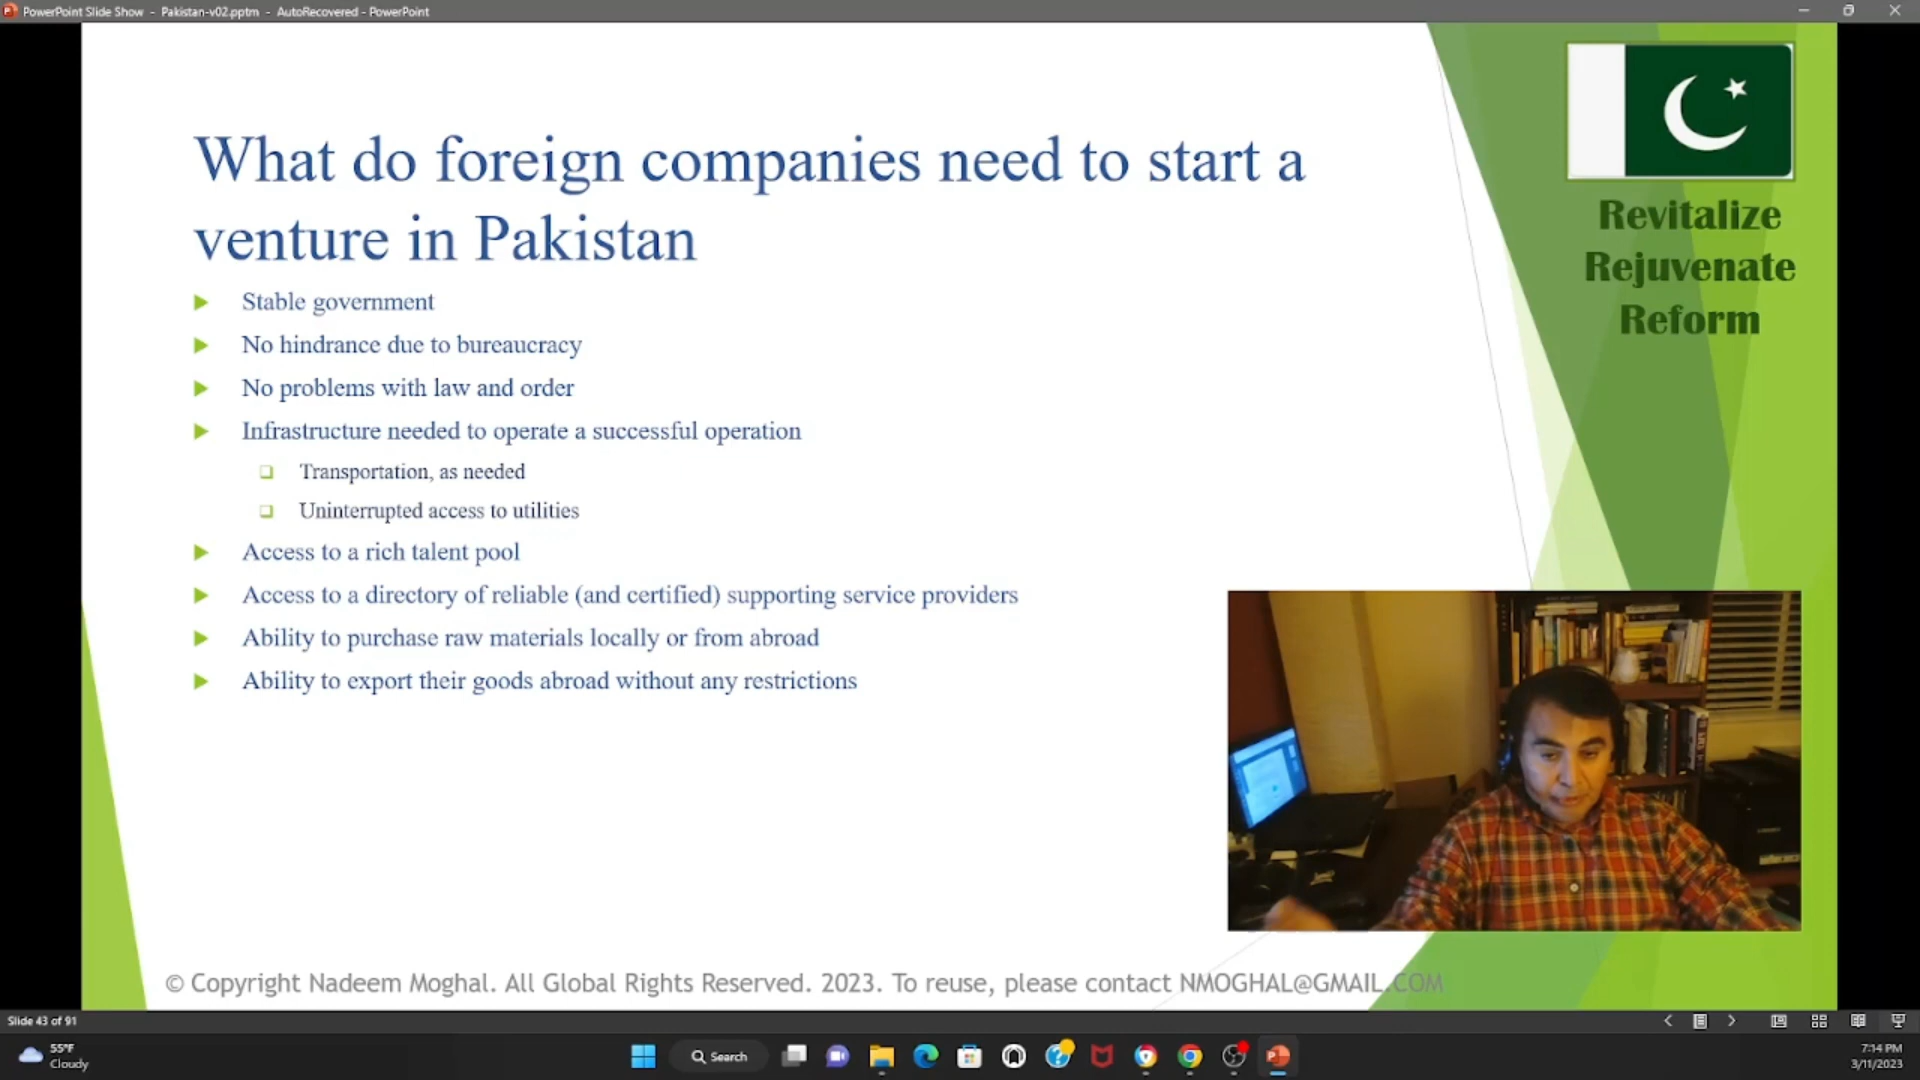 PowerPoint Slide Show - Pakistan-v02.pptm - AutoRecovered - PowerPoint
What do foreign companies need to start a
venture in Pakistan
Stable government
No hindrance due to bureaucracy
No problems with law and order
Infrastructure needed to operate a successful operation
Transportation, as needed
Uninterrupted access to utilities
Access to a rich talent pool
Access to a directory of reliable (and certified) supporting service providers
Ability to purchase raw materials locally or from abroad
Ability to export their goods abroad without any restrictions
Revitalize
Rejuvenate
Reform
© Copyright Nadeem Moghal. All Global Rights Reserved. 2023. To reuse, please contact NMOGHAL@GMAIL.COM
Slide 43 of 91
55°F
Cloudy
Search
7:14 PM
3/11/2023